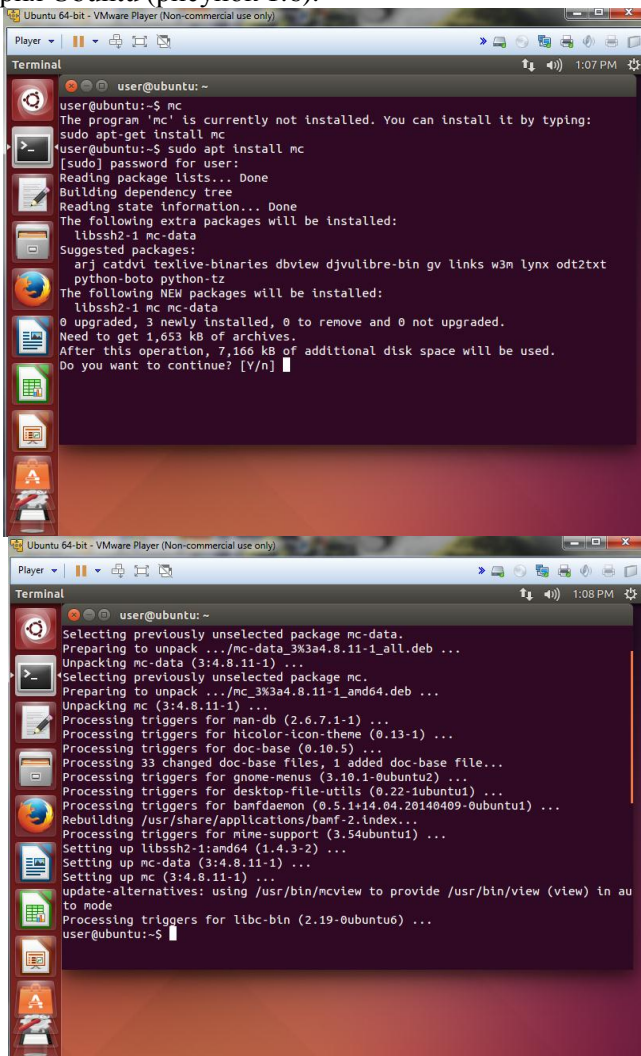 Ubuntu (рисунок 1.8).
Ubuntu 64-bit - VMware Player (Non-commercial use only)
Player
Terminal 1:07 PM
user@ubuntu: ~
user@ubuntu:~$ mc
The program 'mc' is currently not installed. You can install it by typing:
sudo apt-get install mc
user@ubuntu:~$ sudo apt install mc
[sudo] password for user:
Reading package lists... Done
Building dependency tree
Reading state information... Done
The following extra packages will be installed:
libssh2-1 mc-data
Suggested packages:
arj catdvi texlive-binaries dbview djvulibre-bin gv links w3m lynx odt2txt
python-boto python-tz
The following NEW packages will be installed:
libssh2-1 mc mc-data
0 upgraded, 3 newly installed, 0 to remove and 0 not upgraded.
Need to get 1,653 kB of archives.
After this operation, 7,166 kB of additional disk space will be used.
Do you want to continue? [Y/n]
Ubuntu 64-bit - VMware Player (Non-commercial use only)
Player
Terminal 1:08 PM
user@ubuntu: ~
Selecting previously unselected package mc-data.
Preparing to unpack .../mc-data_3%3a4.8.11-1_all.deb ...
Unpacking mc-data (3:4.8.11-1) ...
Selecting previously unselected package mc.
Preparing to unpack .../mc_3%3a4.8.11-1_amd64.deb ...
Unpacking mc (3:4.8.11-1) ...
Processing triggers for man-db (2.6.7.1-1) ...
Processing triggers for hicolor-icon-theme (0.13-1) ...
Processing triggers for doc-base (0.10.5) ...
Processing 33 changed doc-base files, 1 added doc-base file...
Processing triggers for gnome-menus (3.10.1-0ubuntu2) ...
Processing triggers for desktop-file-utils (0.22-1ubuntu1) ...
Processing triggers for bamfdaemon (0.5.1+14.04.20140409-0ubuntu1) ...
Rebuilding /usr/share/applications/bamf-2.index...
Processing triggers for mime-support (3.54ubuntu1) ...
Setting up libssh2-1:amd64 (1.4.3-2) ...
Setting up mc-data (3:4.8.11-1) ...
Setting up mc (3:4.8.11-1) ...
update-alternatives: using /usr/bin/mcview to provide /usr/bin/view (view) in au
to mode
Processing triggers for libc-bin (2.19-0ubuntu6) ...
user@ubuntu:~$